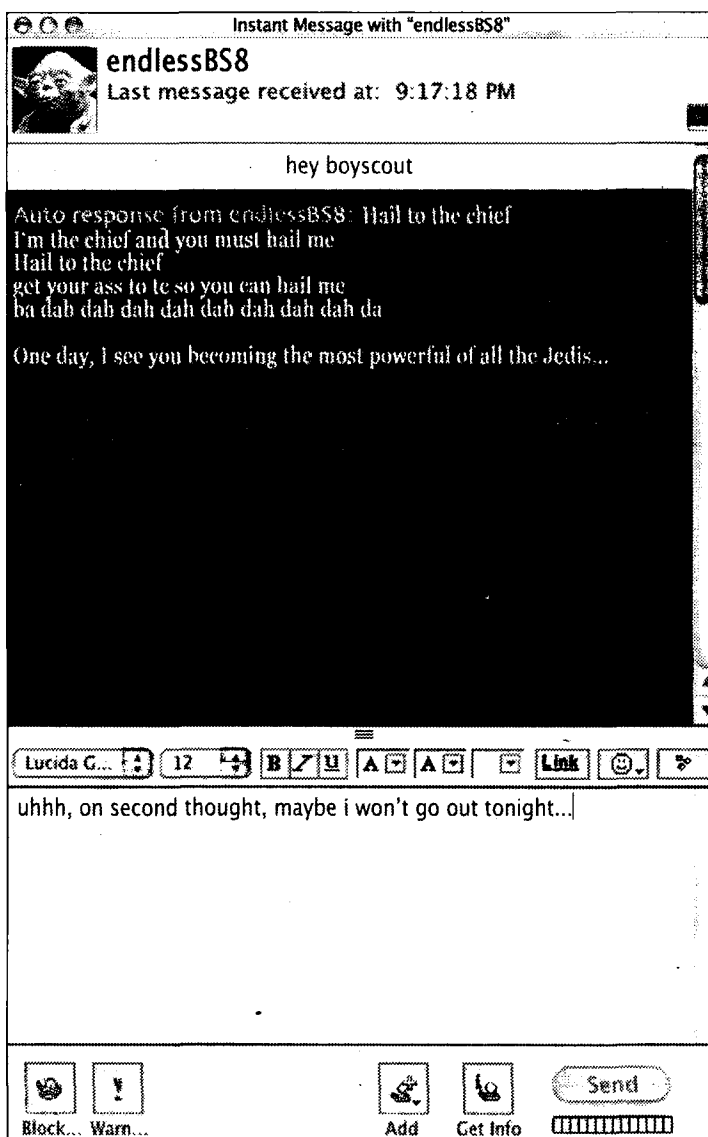 Instant Message with "endlessBS8"
endlessBS8
Last message received at: 9:17:18 PM
hey boyscout
Auto response from endlessBS8: Hail to the chief
I'm the chief and you must hail me
Hail to the chief
get your ass to tc so you can hail me
ba dah dah dah dah dah dah dah dah da
One day, I see you becoming the most powerful of all the Jedis...
Lucida G... 12 B I U A A Link
uhhh, on second thought, maybe i won't go out tonight...
Block... Warn... Add Get Info Send